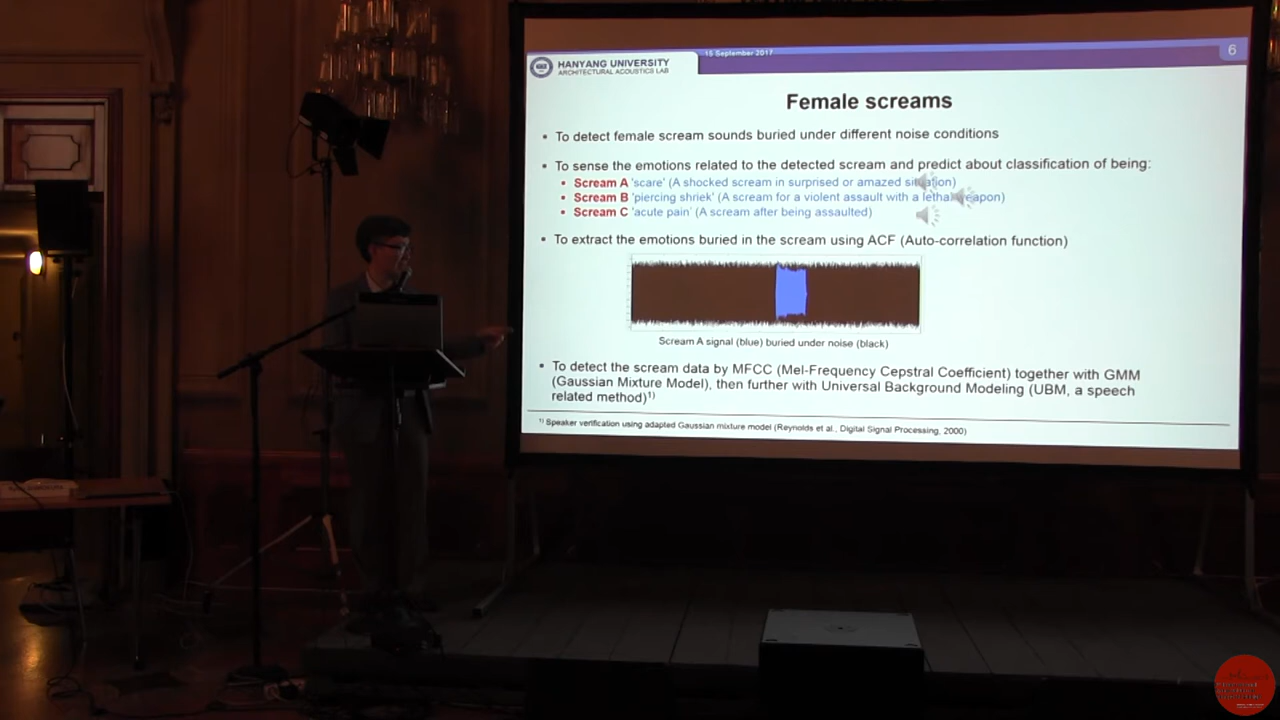 15 September 2017
6
HANYANG UNIVERSITY
ARCHITECTURAL ACOUSTICS LAB
Female screams
• To detect female scream sounds buried under different noise conditions
• To sense the emotions related to the detected scream and predict about classification of being:
• Scream A 'scare' (A shocked scream in surprised or amazed situation)
• Scream B 'piercing shriek' (A scream for a violent assault with a lethal weapon)
• Scream C 'acute pain' (A scream after being assaulted)
• To extract the emotions buried in the scream using ACF (Auto-correlation function)
Scream A signal (blue) buried under noise (black)
• To detect the scream data by MFCC (Mel-Frequency Cepstral Coefficient) together with GMM
(Gaussian Mixture Model), then further with Universal Background Modeling (UBM, a speech
related method)¹⁾
¹⁾ Speaker verification using adapted Gaussian mixture model (Reynolds et al., Digital Signal Processing, 2000)